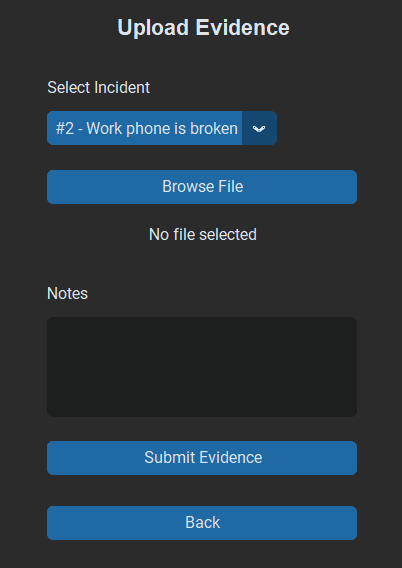 Upload Evidence
Select Incident
#2 - Work phone is broken
Browse File
No file selected
Notes
Submit Evidence
Back